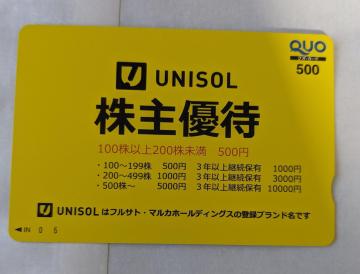 QUO
クオ・カード
500
UNISOL
株主優待
100株以上200株未満 500円
・100～199株 500円 3年以上継続保有 1000円
・200～499株 1000円 3年以上継続保有 3000円
・500株～ 5000円 3年以上継続保有 10000円
UNISOLはフルサト・マルカホールディングスの登録ブランド名です
◀IN 0 5